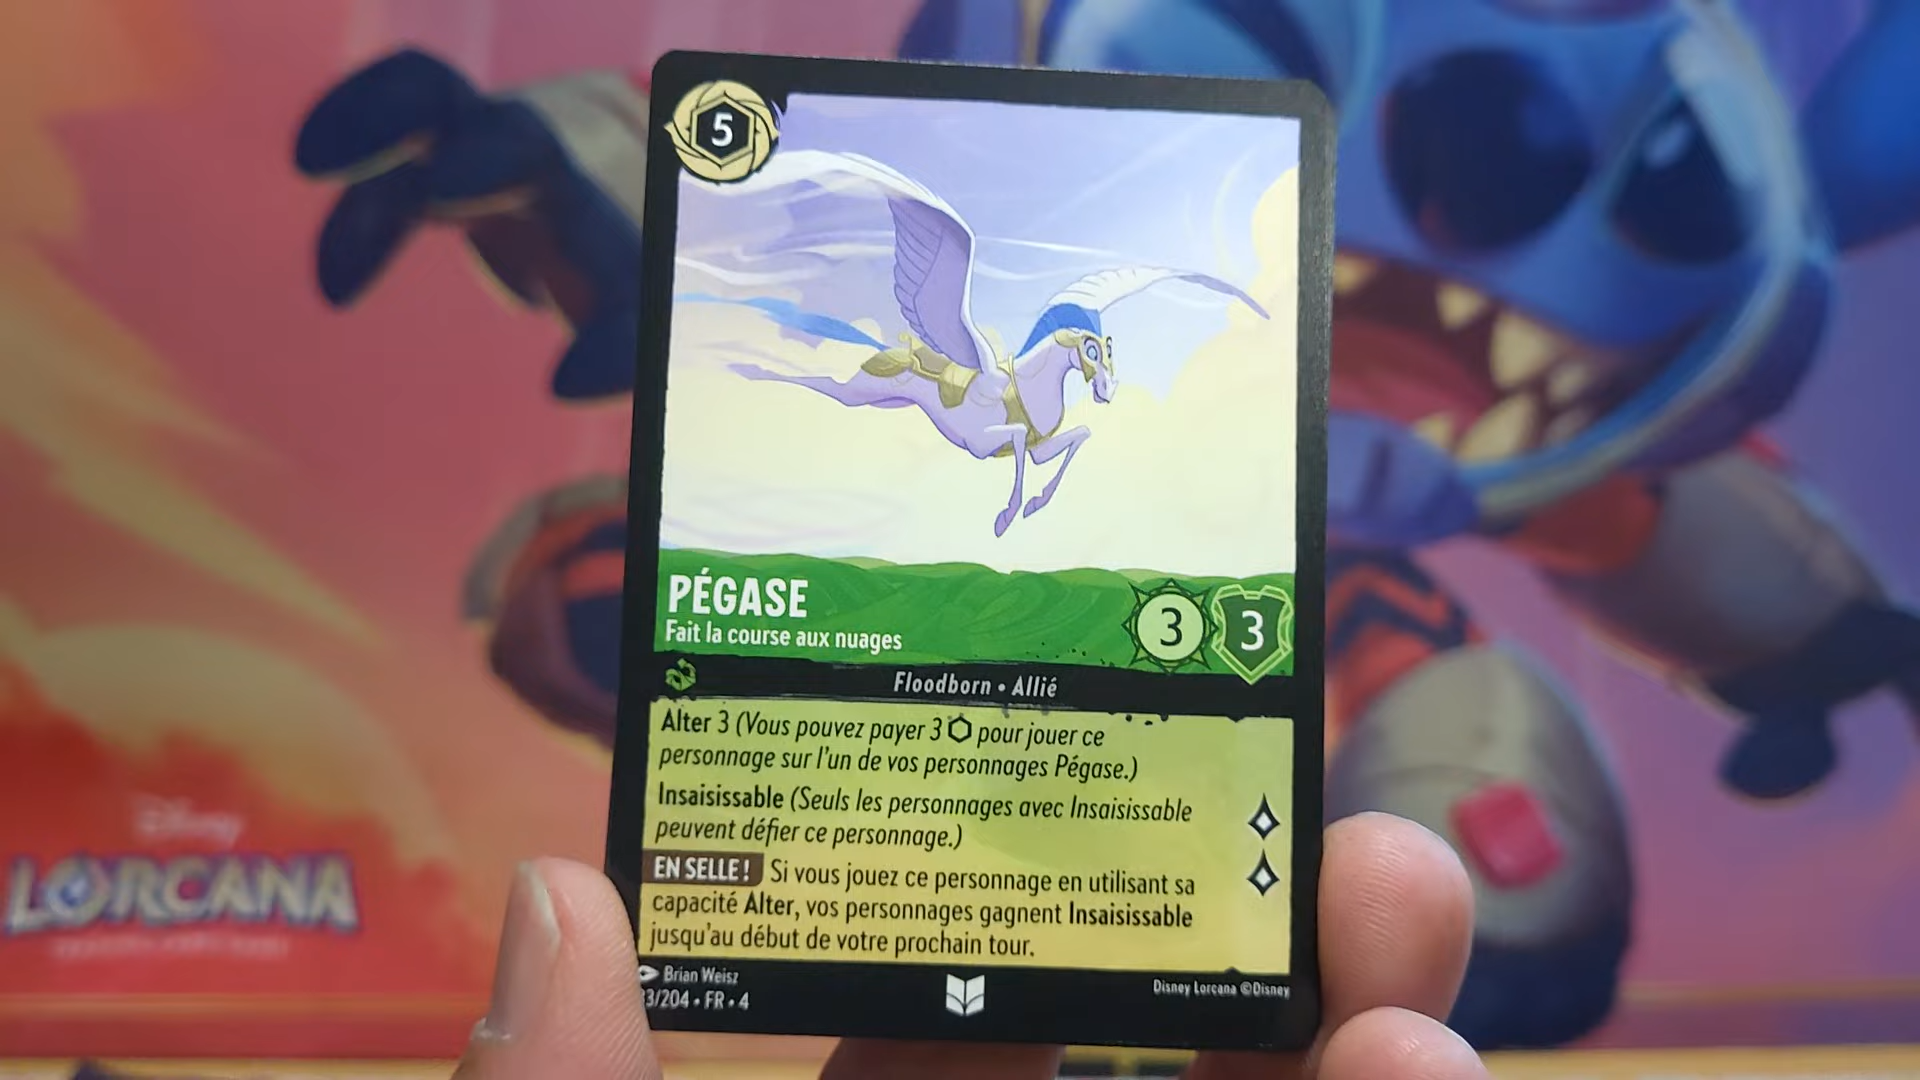 5
PÉGASE
Fait la course aux nuages
3 3
Floodborn • Allié
Alter 3 (Vous pouvez payer 3 ⬡ pour jouer ce
personnage sur l'un de vos personnages Pégase.)
Insaisissable (Seuls les personnages avec Insaisissable
peuvent défier ce personnage.)
EN SELLE ! Si vous jouez ce personnage en utilisant sa
capacité Alter, vos personnages gagnent Insaisissable
jusqu'au début de votre prochain tour.
Brian Weisz
3/204 • FR • 4
Disney Lorcana ©Disney
Disney
LORCANA